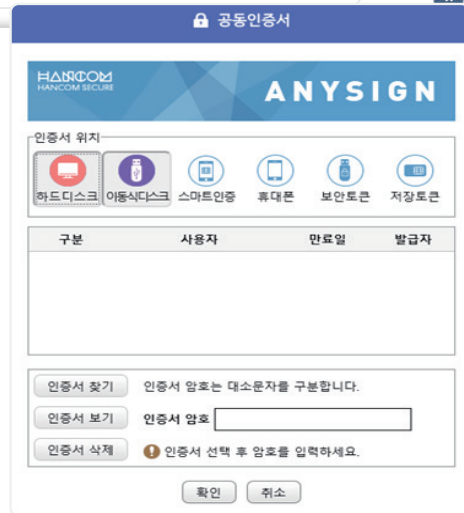 공동인증서
HANCOM
HANCOM SECURE
ANYSIGN
인증서 위치
하드디스크 이동식디스크 스마트인증 휴대폰 보안토큰 저장토큰
구분 사용자 만료일 발급자
인증서 찾기 인증서 암호는 대소문자를 구분합니다.
인증서 보기 인증서 암호
인증서 삭제 인증서 선택 후 암호를 입력하세요.
확인 취소